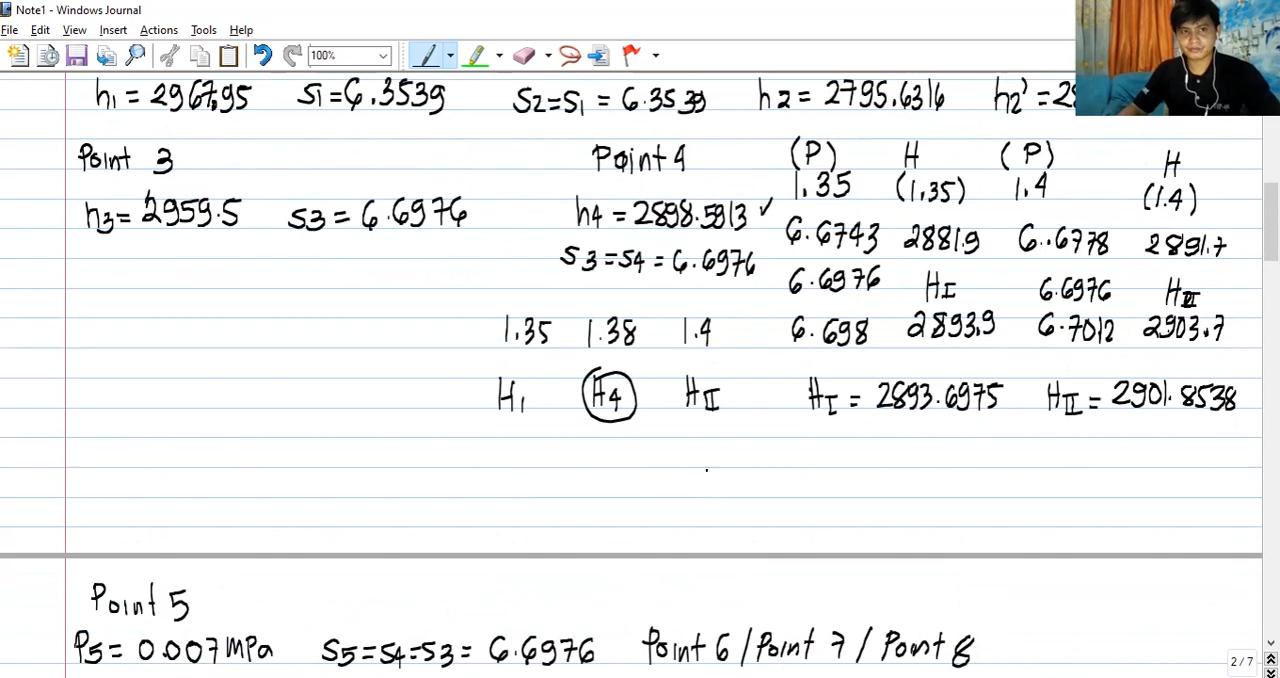 Note1 - Windows Journal
File Edit View Insert Actions Tools Help
100%
h1 = 2967.95 s1=6.3539 s2=s1 = 6.3539 h2 = 2795.6316 h2' =
Point 3 Point 4 (P) H (P) H
1.35 (1.35) 1.4 (1.4)
h3= 2959.5 s3 = 6.6976 h4 = 2898.5913 ✓
6.6743 2881.9 6.6778 2891.7
s3=s4 = 6.6976
6.6976 HI 6.6976 HII
1.35 1.38 1.4 6.698 2893.9 6.7012 2903.7
H1 H4 HII HI = 2893.6975 HII = 2901.8538
Point 5
P5= 0.007MPa s5=s4=s3= 6.6976 Point 6 / Point 7 / Point 8
2 / 7